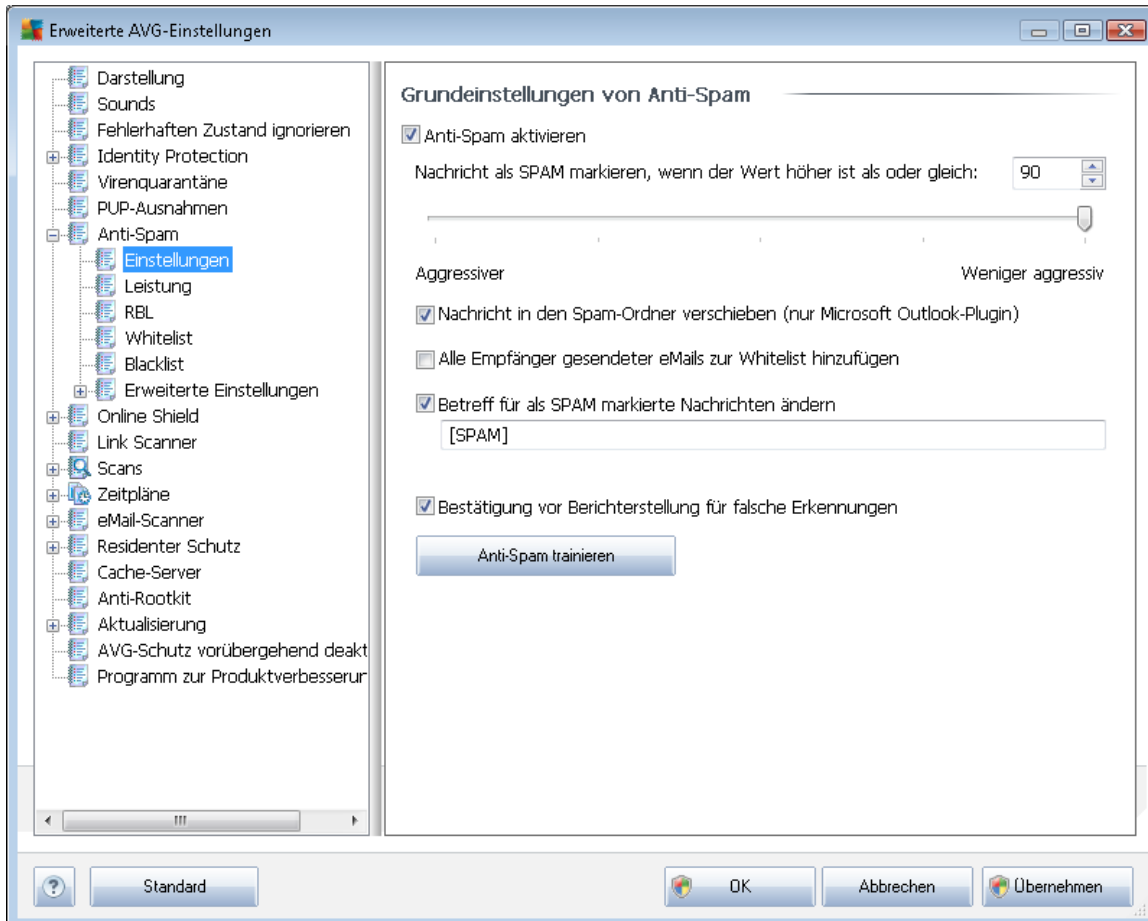 Erweiterte AVG-Einstellungen
Darstellung
Sounds
Fehlerhaften Zustand ignorieren
Identity Protection
Virenquarantäne
PUP-Ausnahmen
Anti-Spam
Einstellungen
Leistung
RBL
Whitelist
Blacklist
Erweiterte Einstellungen
Online Shield
Link Scanner
Scans
Zeitpläne
eMail-Scanner
Residenter Schutz
Cache-Server
Anti-Rootkit
Aktualisierung
AVG-Schutz vorübergehend deakt
Programm zur Produktverbesserun
Grundeinstellungen von Anti-Spam
Anti-Spam aktivieren
Nachricht als SPAM markieren, wenn der Wert höher ist als oder gleich: 90
Aggressiver Weniger aggressiv
Nachricht in den Spam-Ordner verschieben (nur Microsoft Outlook-Plugin)
Alle Empfänger gesendeter eMails zur Whitelist hinzufügen
Betreff für als SPAM markierte Nachrichten ändern
[SPAM]
Bestätigung vor Berichterstellung für falsche Erkennungen
Anti-Spam trainieren
? Standard OK Abbrechen Übernehmen